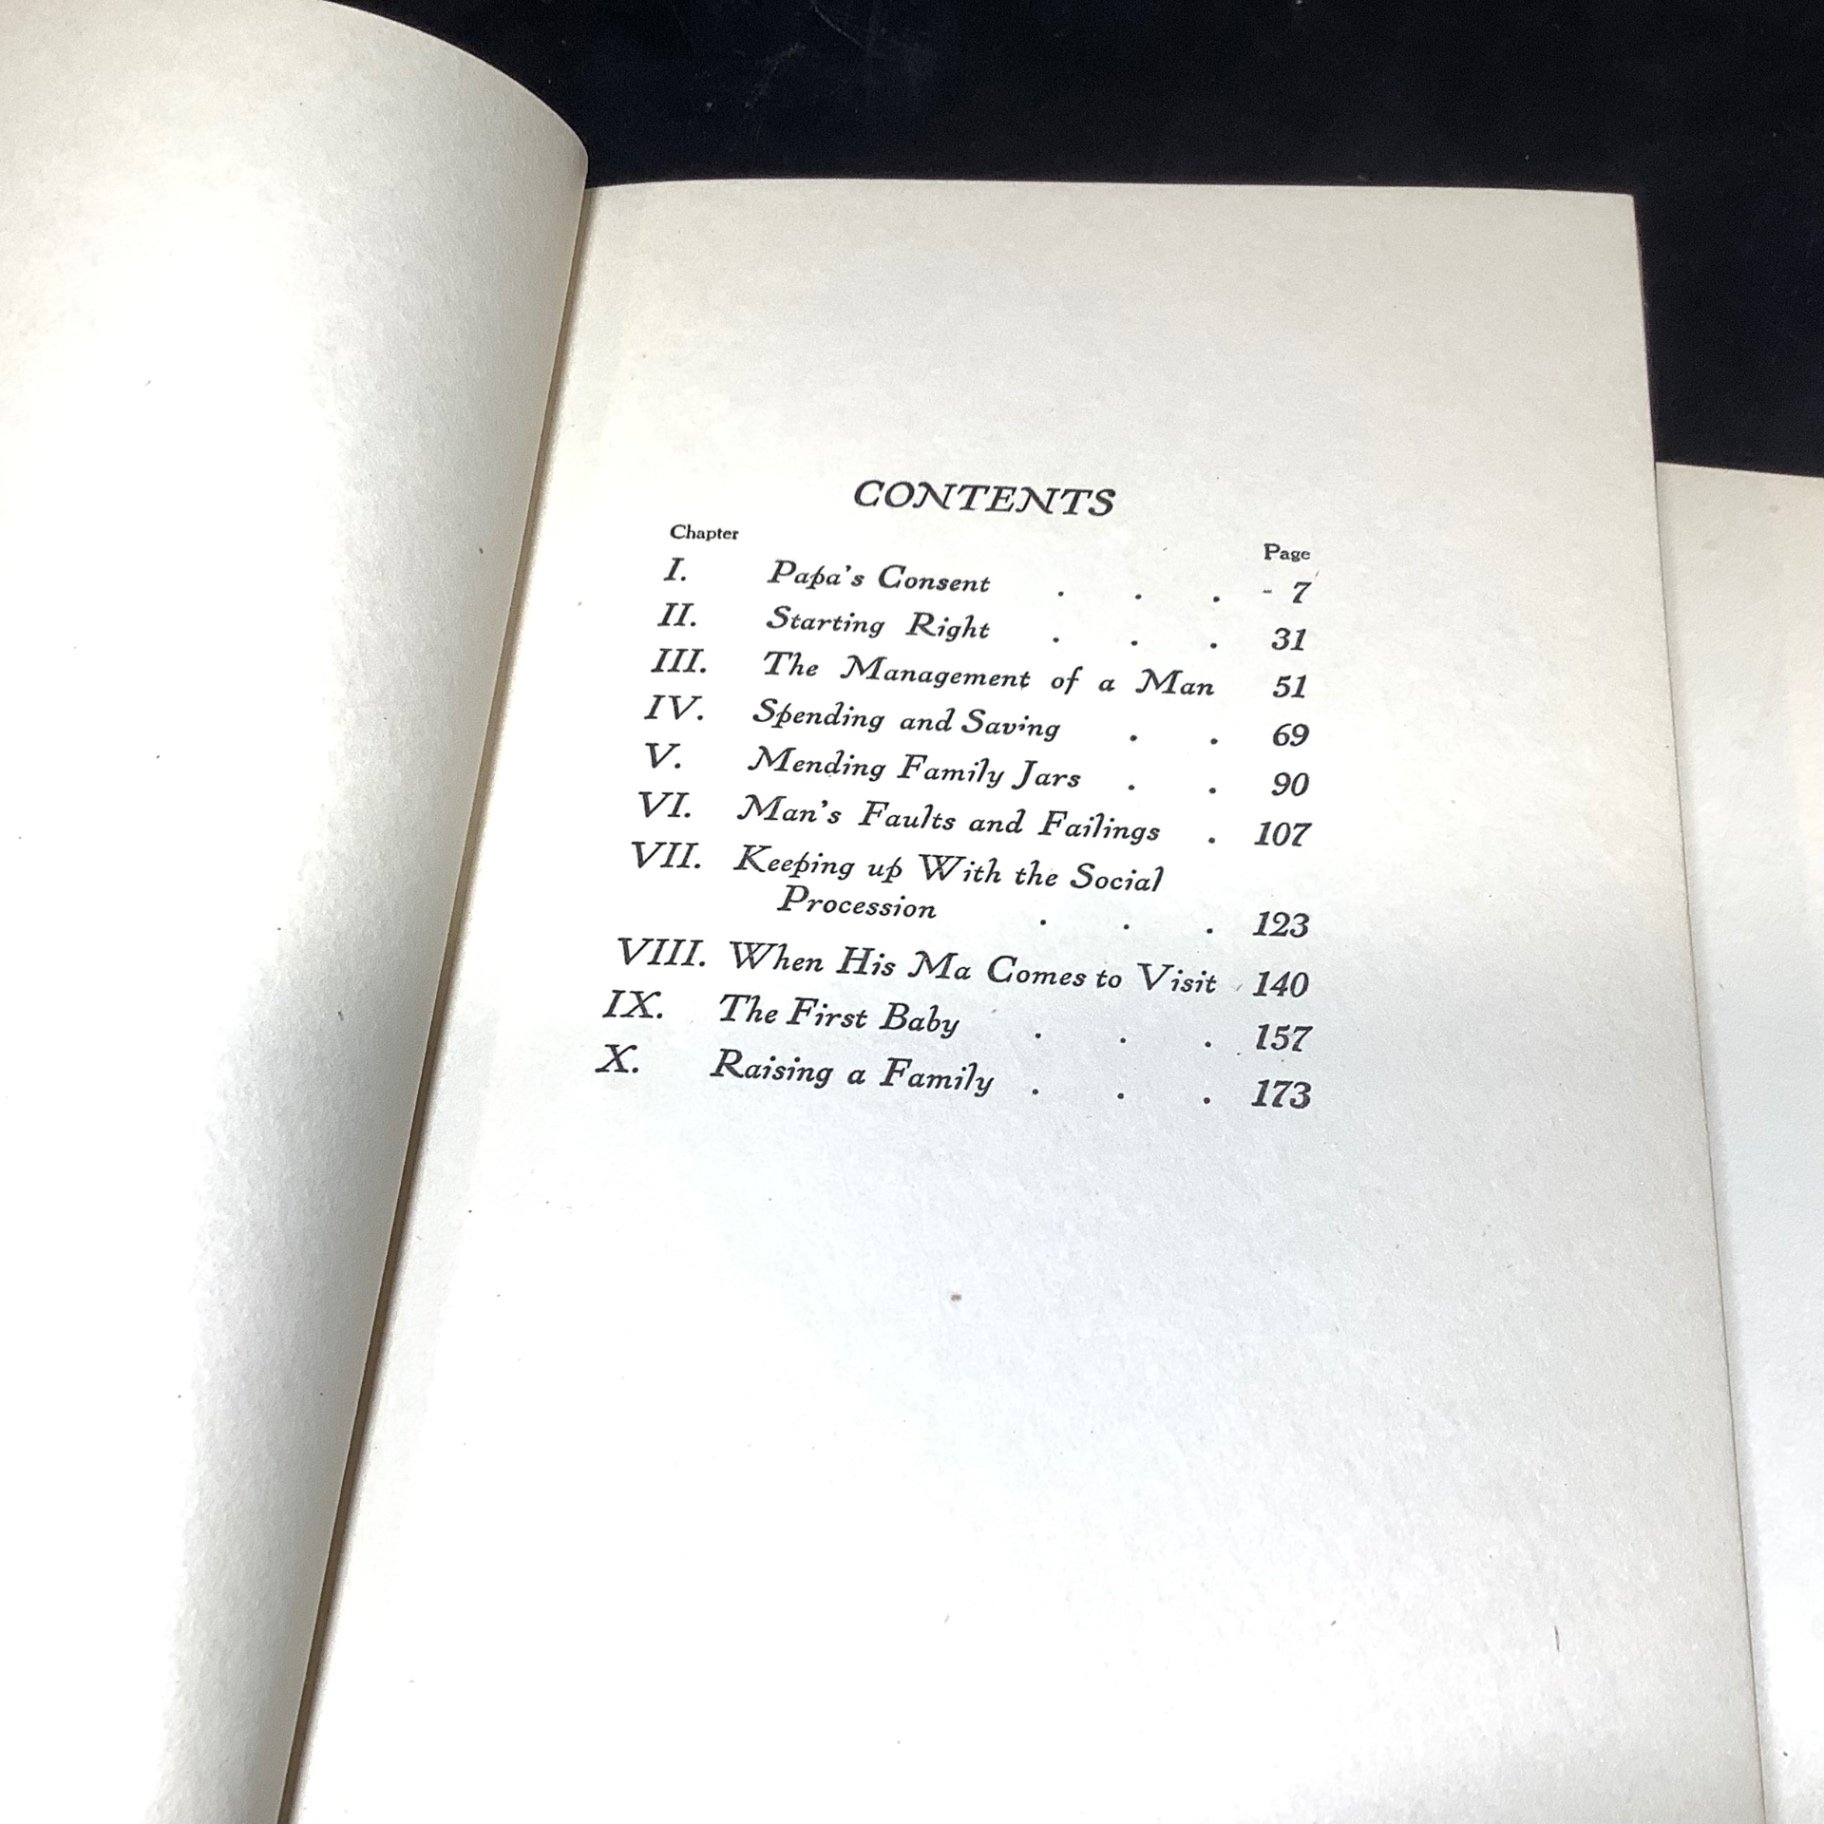 CONTENTS
Chapter Page
I. Papa's Consent . . . - 7
II. Starting Right . . . 31
III. The Management of a Man 51
IV. Spending and Saving . . 69
V. Mending Family Jars . . 90
VI. Man's Faults and Failings . 107
VII. Keeping up With the Social
Procession . . . 123
VIII. When His Ma Comes to Visit 140
IX. The First Baby . . . 157
X. Raising a Family . . . 173